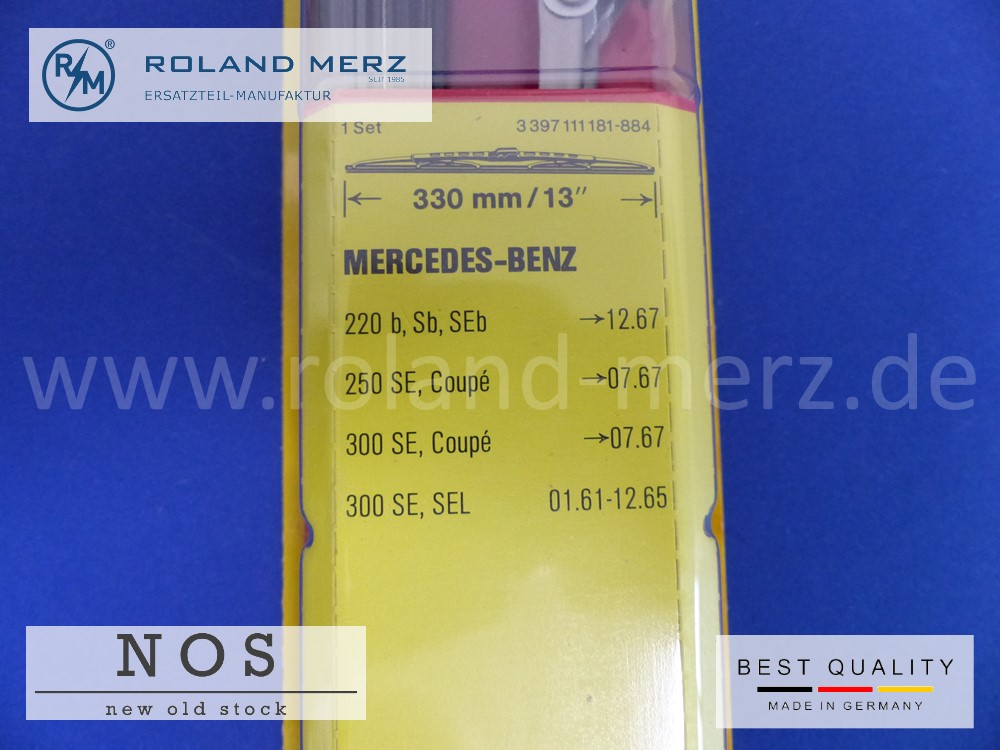 R M ®
ROLAND MERZ
SEIT 1985
ERSATZTEIL-MANUFAKTUR
1 Set 3 397 111 181-884
330 mm / 13″
MERCEDES-BENZ
220 b, Sb, SEb →12.67
www.roland-merz.de
250 SE, Coupé →07.67
300 SE, Coupé →07.67
300 SE, SEL 01.61-12.65
NOS
new old stock
BEST QUALITY
MADE IN GERMANY